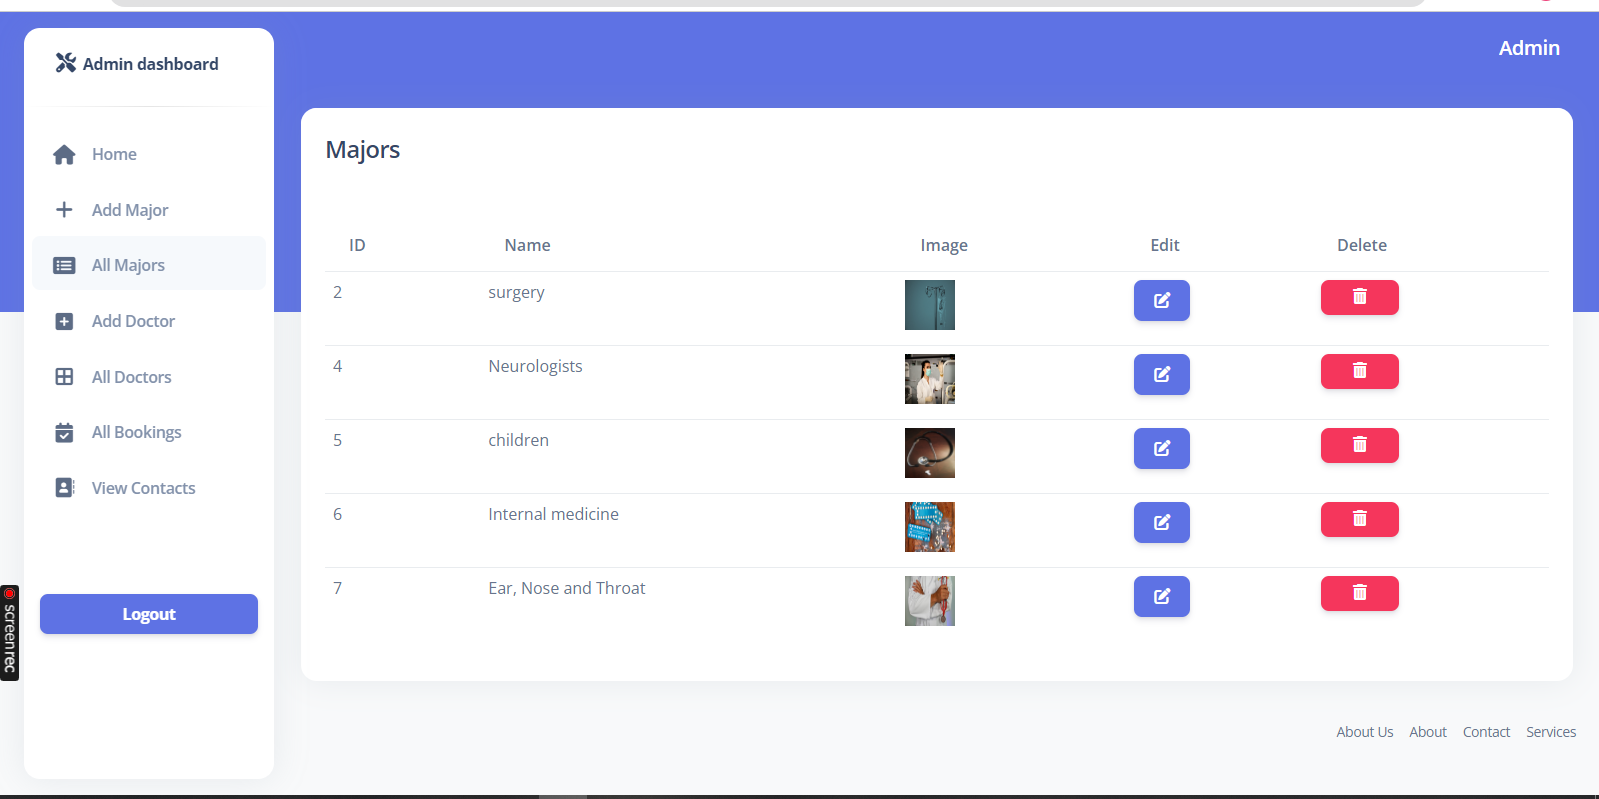 Admin
Admin dashboard
Home
Add Major
All Majors
Add Doctor
All Doctors
All Bookings
View Contacts
Logout
screenrec
Majors
ID Name Image Edit Delete
2 surgery
4 Neurologists
5 children
6 Internal medicine
7 Ear, Nose and Throat
About Us About Contact Services